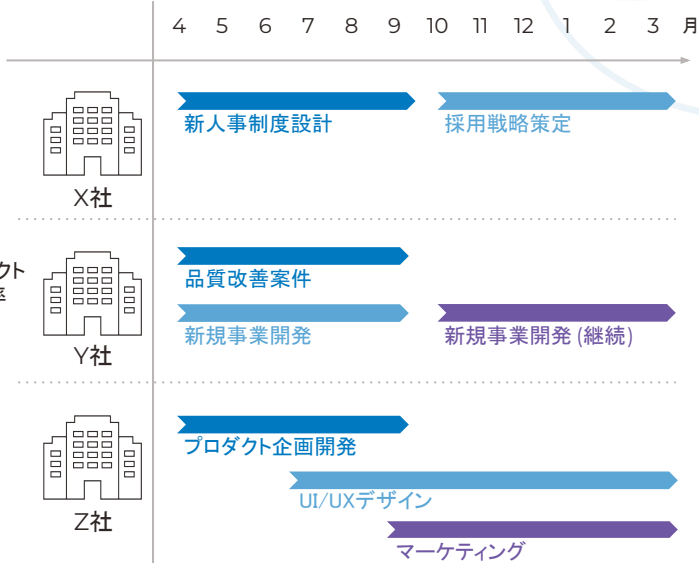 4 5 6 7 8 9 10 11 12 1 2 3 月
新人事制度設計 採用戦略策定
X社
クト
品質改善案件
新規事業開発 新規事業開発 (継続)
Y社
プロダクト企画開発
UI/UXデザイン
Z社
マーケティング